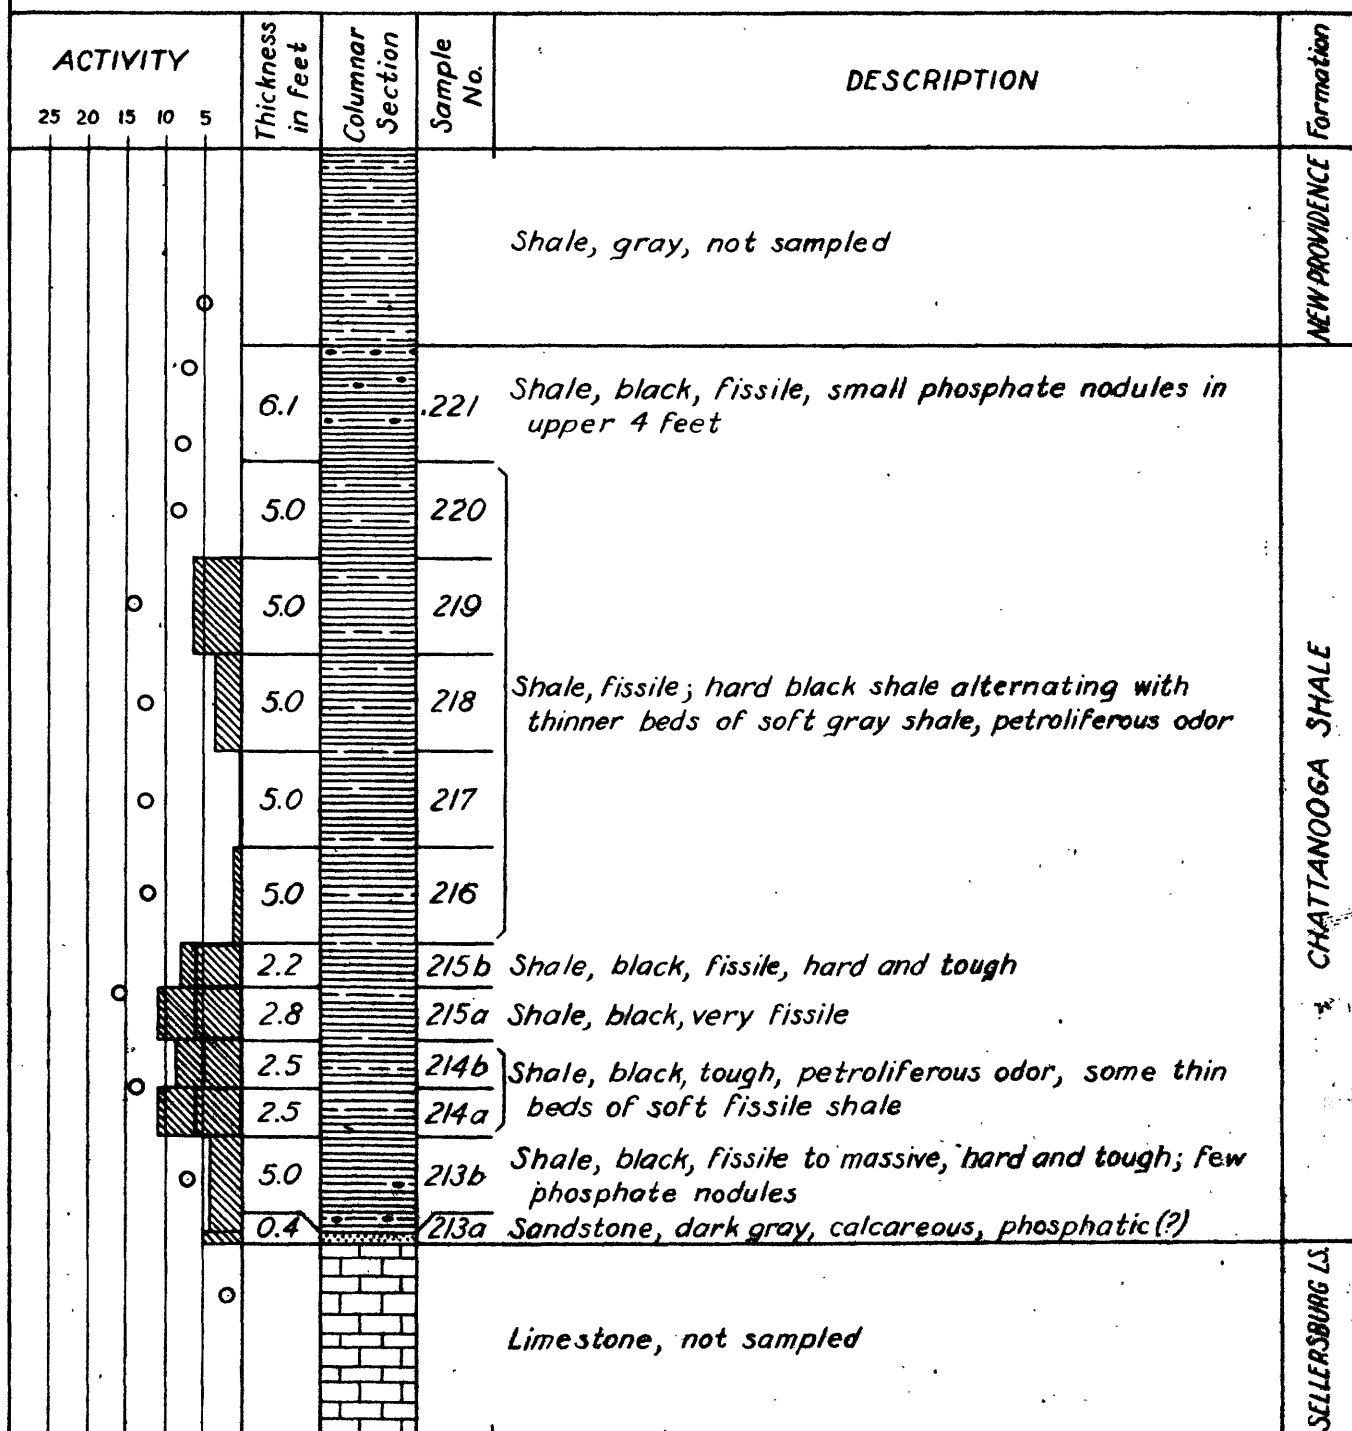 ACTIVITY
25 20 15 10 5
Thickness
in feet
Columnar
Section
Sample
No.
DESCRIPTION
Formation
Shale, gray, not sampled
NEW PROVIDENCE
6.1
.221
Shale, black, fissile, small phosphate nodules in
upper 4 feet
5.0
220
5.0
219
5.0
218
Shale, fissile; hard black shale alternating with
thinner beds of soft gray shale, petroliferous odor
5.0
217
5.0
216
CHATTANOOGA SHALE
2.2
215b
Shale, black, fissile, hard and tough
2.8
215a
Shale, black, very fissile
2.5
214b
Shale, black, tough, petroliferous odor, some thin
beds of soft fissile shale
2.5
214a
5.0
213b
Shale, black, fissile to massive, hard and tough; few
phosphate nodules
0.4
213a
Sandstone, dark gray, calcareous, phosphatic(?)
Limestone, not sampled
SELLERSBURG LS.